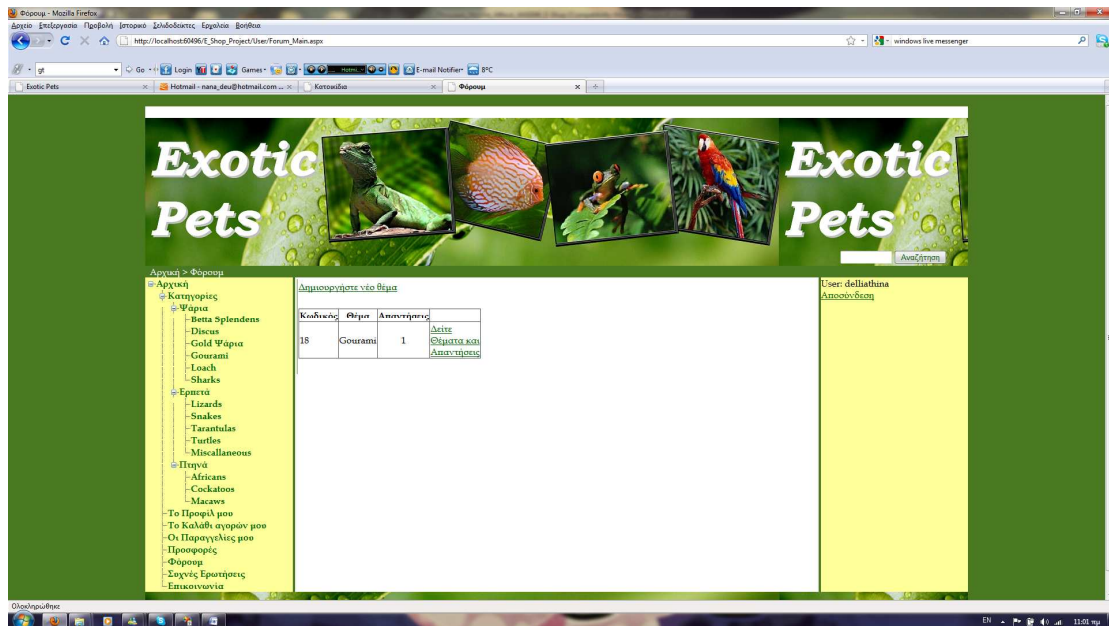 Φόρουμ - Mozilla Firefox
Αρχείο Επεξεργασία Προβολή Ιστορικό Σελιδοδείκτες Εργαλεία Βοήθεια
http://localhost:60496/E_Shop_Project/User/Forum_Main.aspx
windows live messenger
gt Go Login Games E-mail Notifier 8°C
Exotic Pets Hotmail - nana_deu@hotmail.com ... Κατοικίδια Φόρουμ
Exotic Pets
Exotic Pets
Αναζήτηση
Αρχική > Φόρουμ
Αρχική
Κατηγορίες
Ψάρια
Betta Splendens
Discus
Gold Ψάρια
Gourami
Loach
Sharks
Ερπετά
Lizards
Snakes
Tarantulas
Turtles
Miscallaneous
Πτηνά
Africans
Cockatoos
Macaws
Το Προφίλ μου
Το Καλάθι αγορών μου
Οι Παραγγελίες μου
Προσφορές
Φόρουμ
Συχνές Ερωτήσεις
Επικοινωνία
Δημιουργήστε νέο θέμα
Κωδικός Θέμα Απαντήσεις
18 Gourami 1 Δείτε Θέματα και Απαντήσεις
User: delliathina
Αποσύνδεση
Ολοκληρώθηκε
EN 11:01 πμ